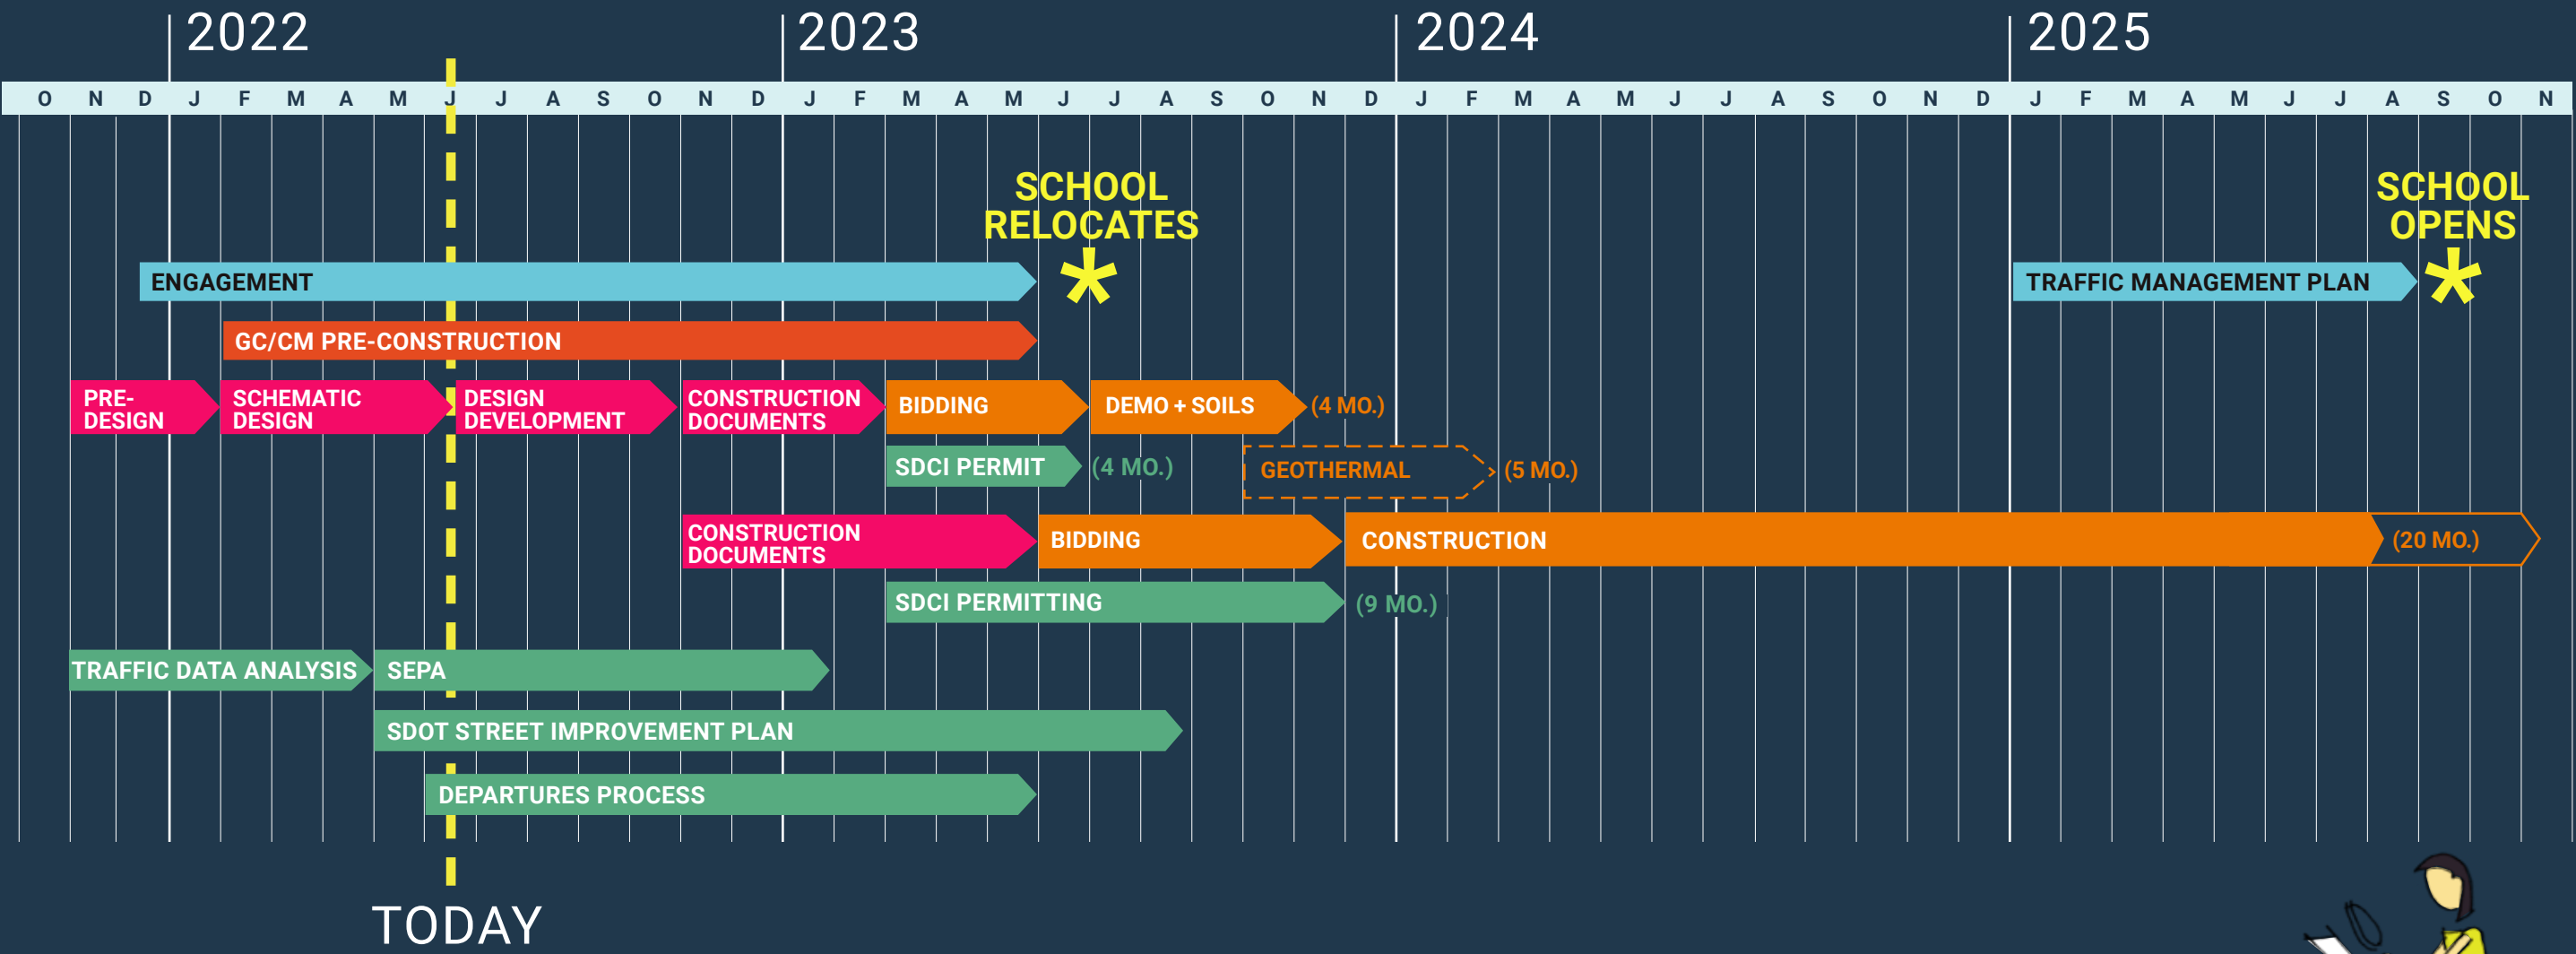 2022 2023 2024 2025
O N D J F M A M J J A S O N D J F M A M J J A S O N D J F M A M J J A S O N D J F M A M J J A S O N
SCHOOL
RELOCATES
*
SCHOOL
OPENS
*
ENGAGEMENT
TRAFFIC MANAGEMENT PLAN
GC/CM PRE-CONSTRUCTION
PRE-
DESIGN
SCHEMATIC
DESIGN
DESIGN
DEVELOPMENT
CONSTRUCTION
DOCUMENTS
BIDDING
DEMO + SOILS
(4 MO.)
SDCI PERMIT
(4 MO.)
GEOTHERMAL
(5 MO.)
CONSTRUCTION
DOCUMENTS
BIDDING
CONSTRUCTION
(20 MO.)
SDCI PERMITTING
(9 MO.)
TRAFFIC DATA ANALYSIS
SEPA
SDOT STREET IMPROVEMENT PLAN
DEPARTURES PROCESS
TODAY